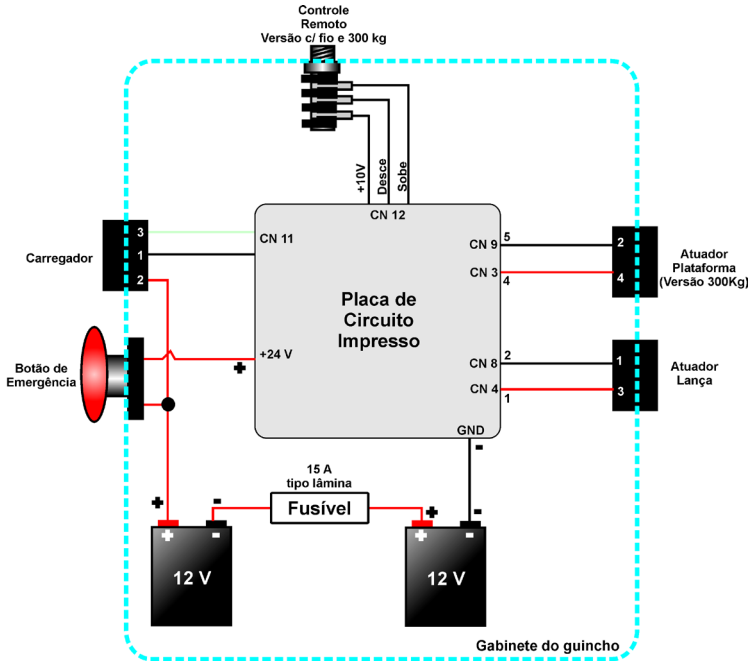 Controle
Remoto
Versão c/ fio e 300 kg
+10V
Desce
Sobe
CN 12
Carregador
3
1
2
CN 11
CN 9
5
CN 3
4
2
4
Atuador
Plataforma
(Versão 300Kg)
Placa de
Circuito
Impresso
Botão de
Emergência
+
+24 V
CN 8
2
CN 4
1
1
3
Atuador
Lança
GND
-
15 A
tipo lâmina
Fusível
+
-
+
-
+
-
12 V
+
-
12 V
Gabinete do guincho